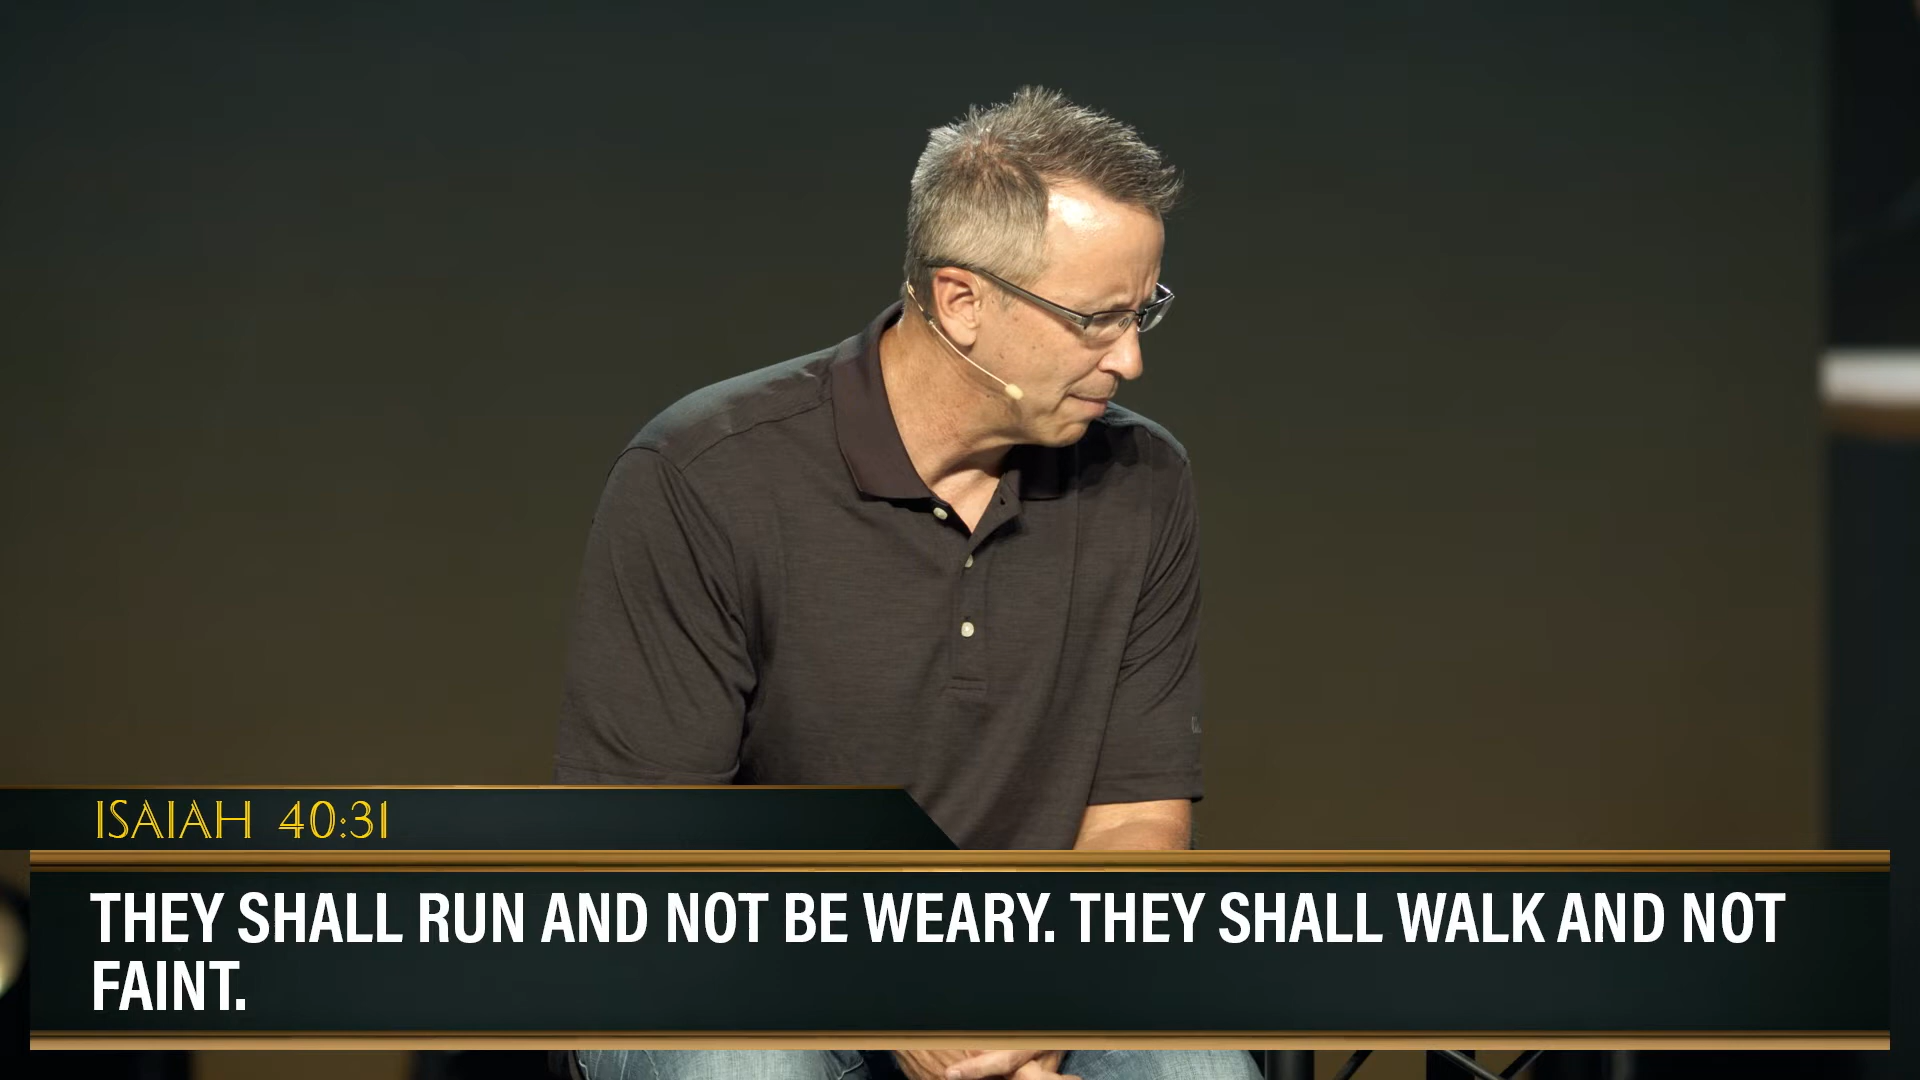 ISAIAH 40:31
THEY SHALL RUN AND NOT BE WEARY. THEY SHALL WALK AND NOT
FAINT.